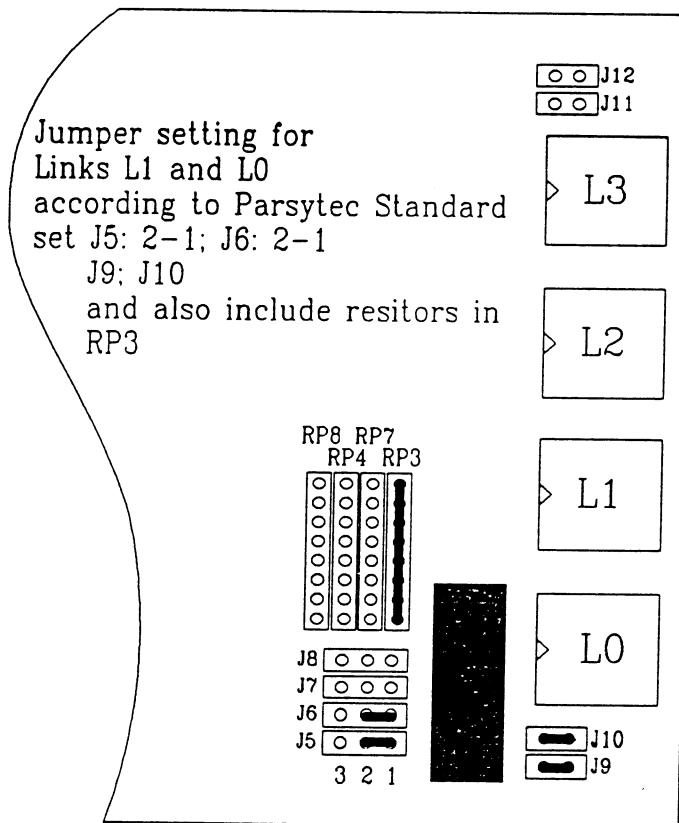 J12
J11
Jumper setting for
Links L1 and L0
according to Parsytec Standard
set J5: 2-1; J6: 2-1
J9; J10
and also include resitors in
RP3
L3
L2
RP8 RP7
RP4 RP3
L1
L0
J8
J7
J6
J5
J10
J9
3 2 1